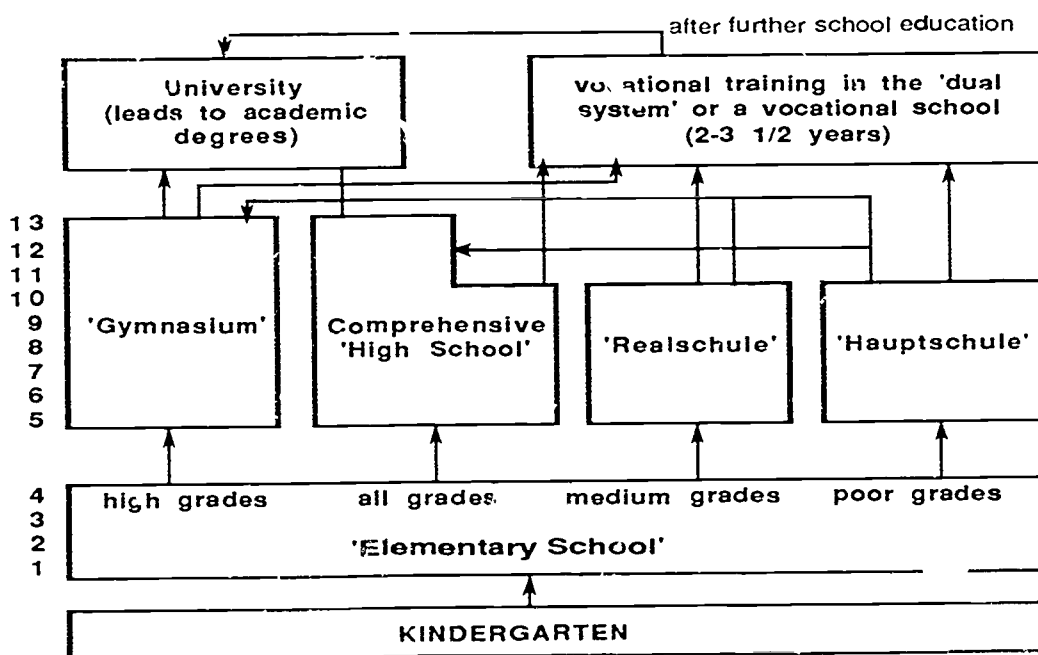 after further school education
University
(leads to academic
degrees)
vocational training in the 'dual
system' or a vocational school
(2-3 1/2 years)
13
12
11
10
9
8
7
6
5
'Gymnasium'
Comprehensive
'High School'
'Realschule'
'Hauptschule'
4
3
2
1
high grades
all grades
medium grades
poor grades
'Elementary School'
KINDERGARTEN